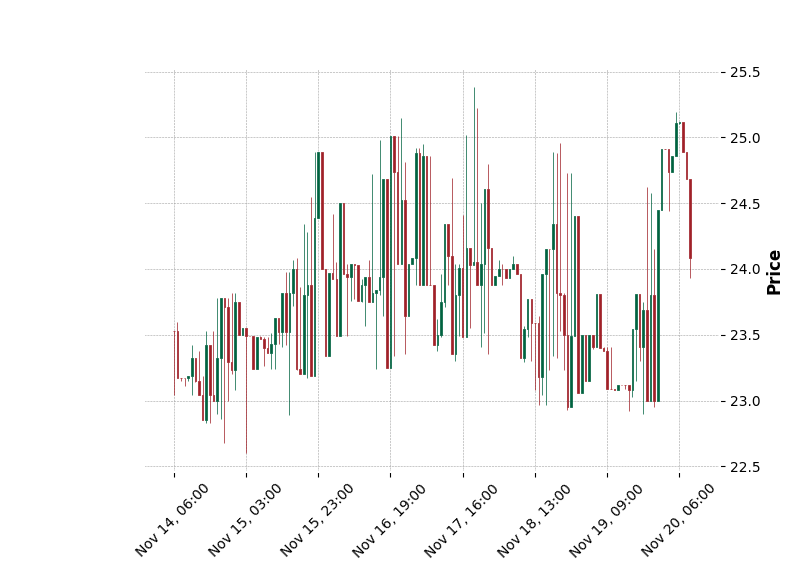 25.5
25.0
24.5
24.0
23.5
23.0
22.5
Price
Nov 14, 06:00
Nov 15, 03:00
Nov 15, 23:00
Nov 16, 19:00
Nov 17, 16:00
Nov 18, 13:00
Nov 19, 09:00
Nov 20, 06:00